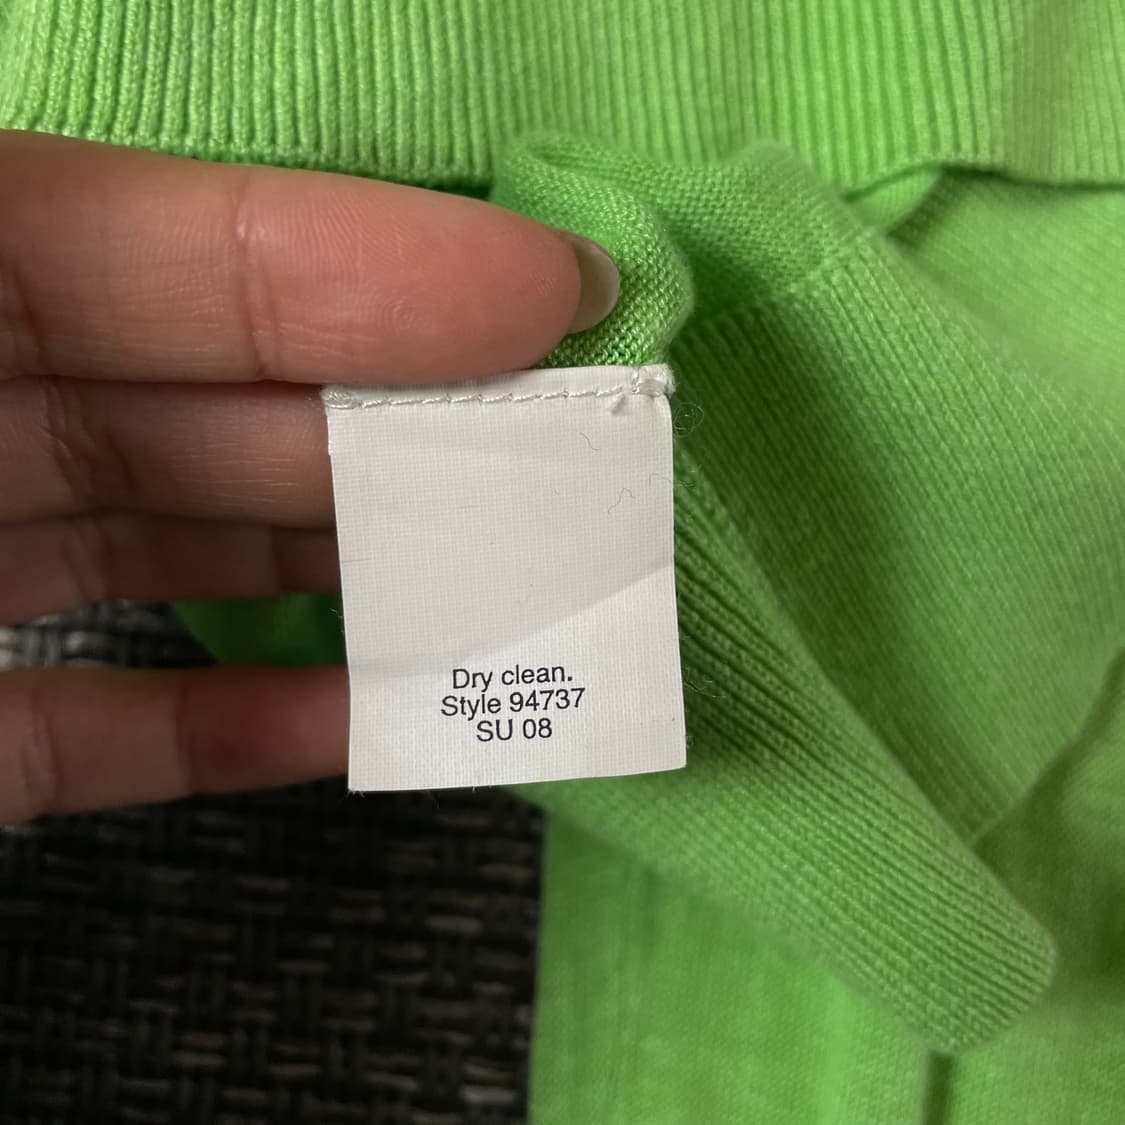 Dry clean.
Style 94737
SU 08